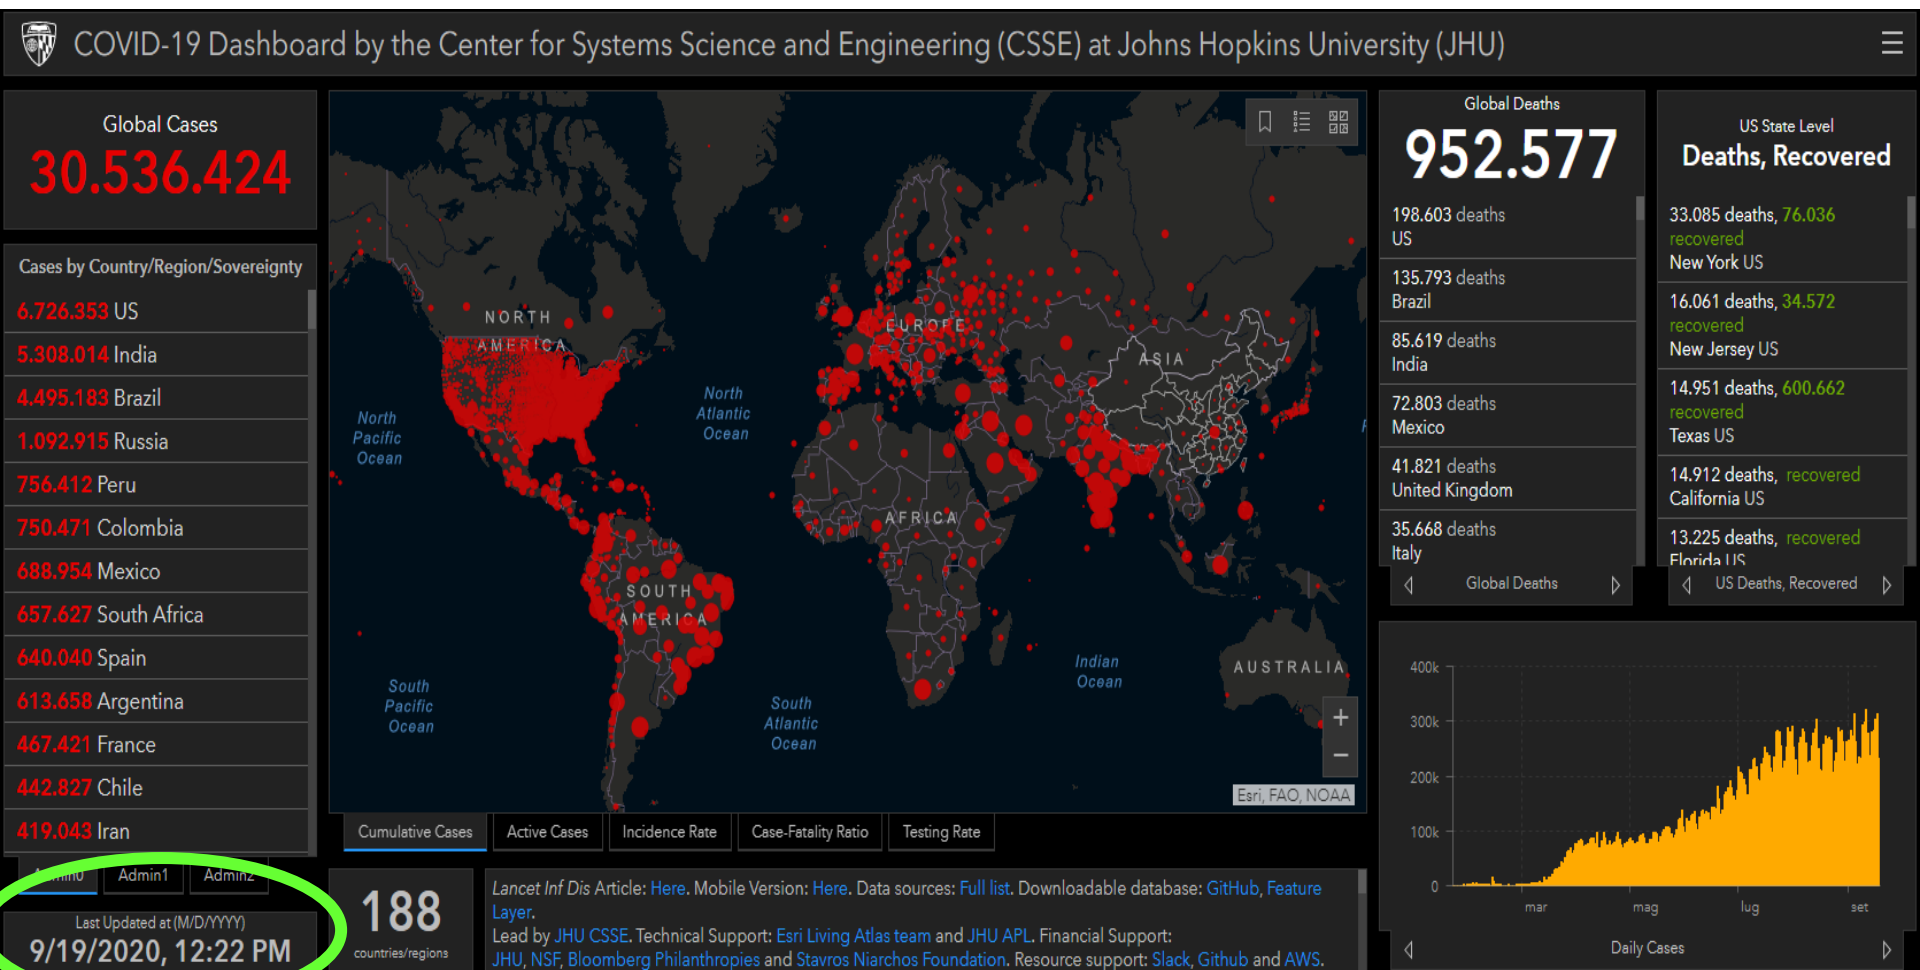 COVID-19 Dashboard by the Center for Systems Science and Engineering (CSSE) at Johns Hopkins University (JHU)
Global Cases
30.536.424
Cases by Country/Region/Sovereignty
6.726.353 US
5.308.014 India
4.495.183 Brazil
1.092.915 Russia
756.412 Peru
750.471 Colombia
688.954 Mexico
657.627 South Africa
640.040 Spain
613.658 Argentina
467.421 France
442.827 Chile
419.043 Iran
Admin0
Admin1
Admin2
Last Updated at (M/D/YYYY)
9/19/2020, 12:22 PM
NORTH
AMERICA
EUROPE
ASIA
North
Pacific
Ocean
North
Atlantic
Ocean
AFRICA
SOUTH
AMERICA
Indian
Ocean
AUSTRALIA
South
Pacific
Ocean
South
Atlantic
Ocean
+
−
Esri, FAO, NOAA
Cumulative Cases
Active Cases
Incidence Rate
Case-Fatality Ratio
Testing Rate
188
countries/regions
Lancet Inf Dis Article: Here. Mobile Version: Here. Data sources: Full list. Downloadable database: GitHub, Feature
Layer.
Lead by JHU CSSE. Technical Support: Esri Living Atlas team and JHU APL. Financial Support:
JHU, NSF, Bloomberg Philanthropies and Stavros Niarchos Foundation. Resource support: Slack, Github and AWS.
Global Deaths
952.577
198.603 deaths
US
135.793 deaths
Brazil
85.619 deaths
India
72.803 deaths
Mexico
41.821 deaths
United Kingdom
35.668 deaths
Italy
Global Deaths
US State Level
Deaths, Recovered
33.085 deaths, 76.036
recovered
New York US
16.061 deaths, 34.572
recovered
New Jersey US
14.951 deaths, 600.662
recovered
Texas US
14.912 deaths, recovered
California US
13.225 deaths, recovered
Florida US
US Deaths, Recovered
400k
300k
200k
100k
0
mar
mag
lug
set
Daily Cases